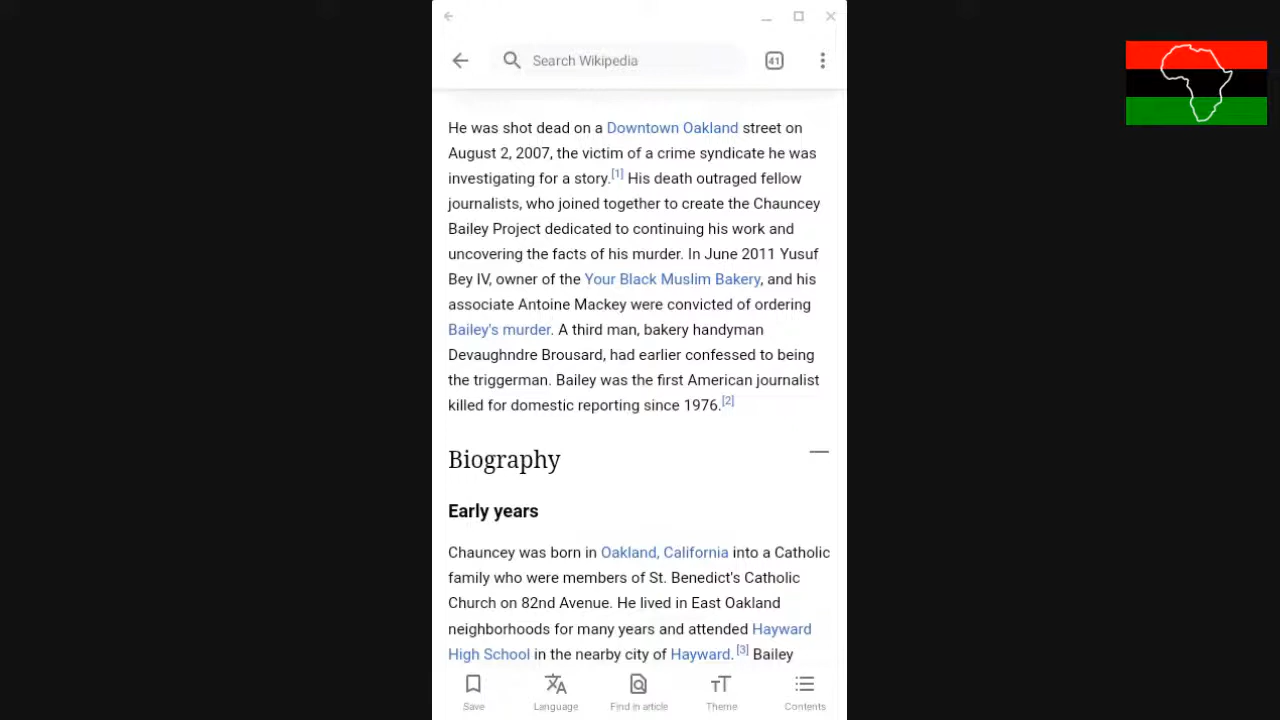 Search Wikipedia
41
He was shot dead on a Downtown Oakland street on
August 2, 2007, the victim of a crime syndicate he was
investigating for a story.[1] His death outraged fellow
journalists, who joined together to create the Chauncey
Bailey Project dedicated to continuing his work and
uncovering the facts of his murder. In June 2011 Yusuf
Bey IV, owner of the Your Black Muslim Bakery, and his
associate Antoine Mackey were convicted of ordering
Bailey's murder. A third man, bakery handyman
Devaughndre Brousard, had earlier confessed to being
the triggerman. Bailey was the first American journalist
killed for domestic reporting since 1976.[2]
Biography
Early years
Chauncey was born in Oakland, California into a Catholic
family who were members of St. Benedict's Catholic
Church on 82nd Avenue. He lived in East Oakland
neighborhoods for many years and attended Hayward
High School in the nearby city of Hayward.[3] Bailey
Save
Language
Find in article
Theme
Contents